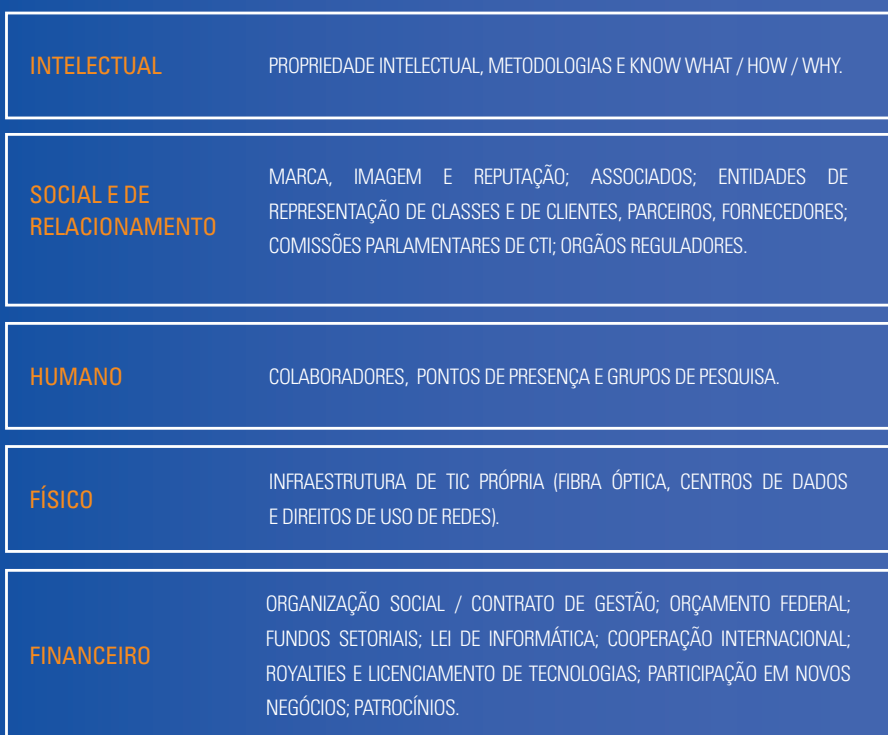 INTELECTUAL
PROPRIEDADE INTELECTUAL, METODOLOGIAS E KNOW WHAT / HOW / WHY.
SOCIAL E DE
RELACIONAMENTO
MARCA, IMAGEM E REPUTAÇÃO; ASSOCIADOS; ENTIDADES DE
REPRESENTAÇÃO DE CLASSES E DE CLIENTES, PARCEIROS, FORNECEDORES;
COMISSÕES PARLAMENTARES DE CTI; ORGÃOS REGULADORES.
HUMANO
COLABORADORES, PONTOS DE PRESENÇA E GRUPOS DE PESQUISA.
FÍSICO
INFRAESTRUTURA DE TIC PRÓPRIA (FIBRA ÓPTICA, CENTROS DE DADOS
E DIREITOS DE USO DE REDES).
FINANCEIRO
ORGANIZAÇÃO SOCIAL / CONTRATO DE GESTÃO; ORÇAMENTO FEDERAL;
FUNDOS SETORIAIS; LEI DE INFORMÁTICA; COOPERAÇÃO INTERNACIONAL;
ROYALTIES E LICENCIAMENTO DE TECNOLOGIAS; PARTICIPAÇÃO EM NOVOS
NEGÓCIOS; PATROCÍNIOS.